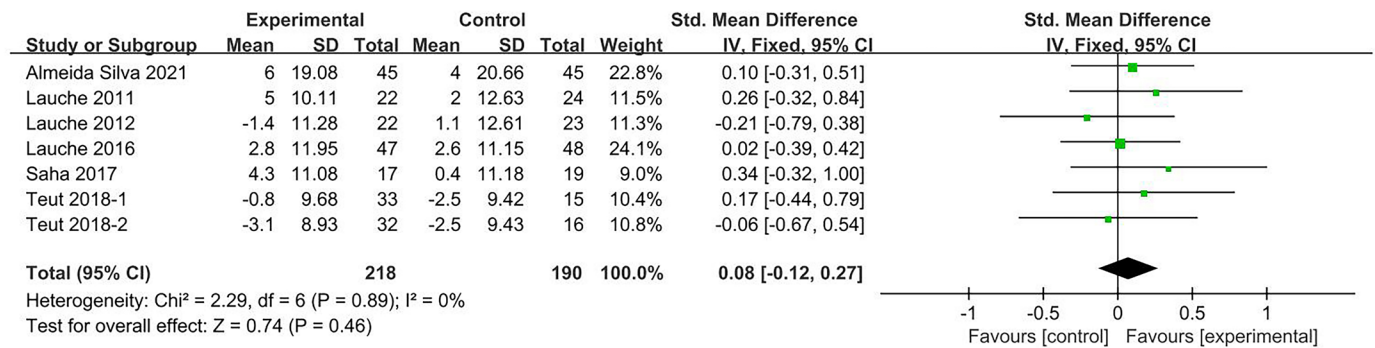 Experimental Control Std. Mean Difference Std. Mean Difference
Study or Subgroup Mean SD Total Mean SD Total Weight IV, Fixed, 95% CI IV, Fixed, 95% CI
Almeida Silva 2021 6 19.08 45 4 20.66 45 22.8% 0.10 [-0.31, 0.51]
Lauche 2011 5 10.11 22 2 12.63 24 11.5% 0.26 [-0.32, 0.84]
Lauche 2012 -1.4 11.28 22 1.1 12.61 23 11.3% -0.21 [-0.79, 0.38]
Lauche 2016 2.8 11.95 47 2.6 11.15 48 24.1% 0.02 [-0.39, 0.42]
Saha 2017 4.3 11.08 17 0.4 11.18 19 9.0% 0.34 [-0.32, 1.00]
Teut 2018-1 -0.8 9.68 33 -2.5 9.42 15 10.4% 0.17 [-0.44, 0.79]
Teut 2018-2 -3.1 8.93 32 -2.5 9.43 16 10.8% -0.06 [-0.67, 0.54]
Total (95% CI) 218 190 100.0% 0.08 [-0.12, 0.27]
Heterogeneity: Chi² = 2.29, df = 6 (P = 0.89); I² = 0%
Test for overall effect: Z = 0.74 (P = 0.46)
-1 -0.5 0 0.5 1
Favours [control] Favours [experimental]